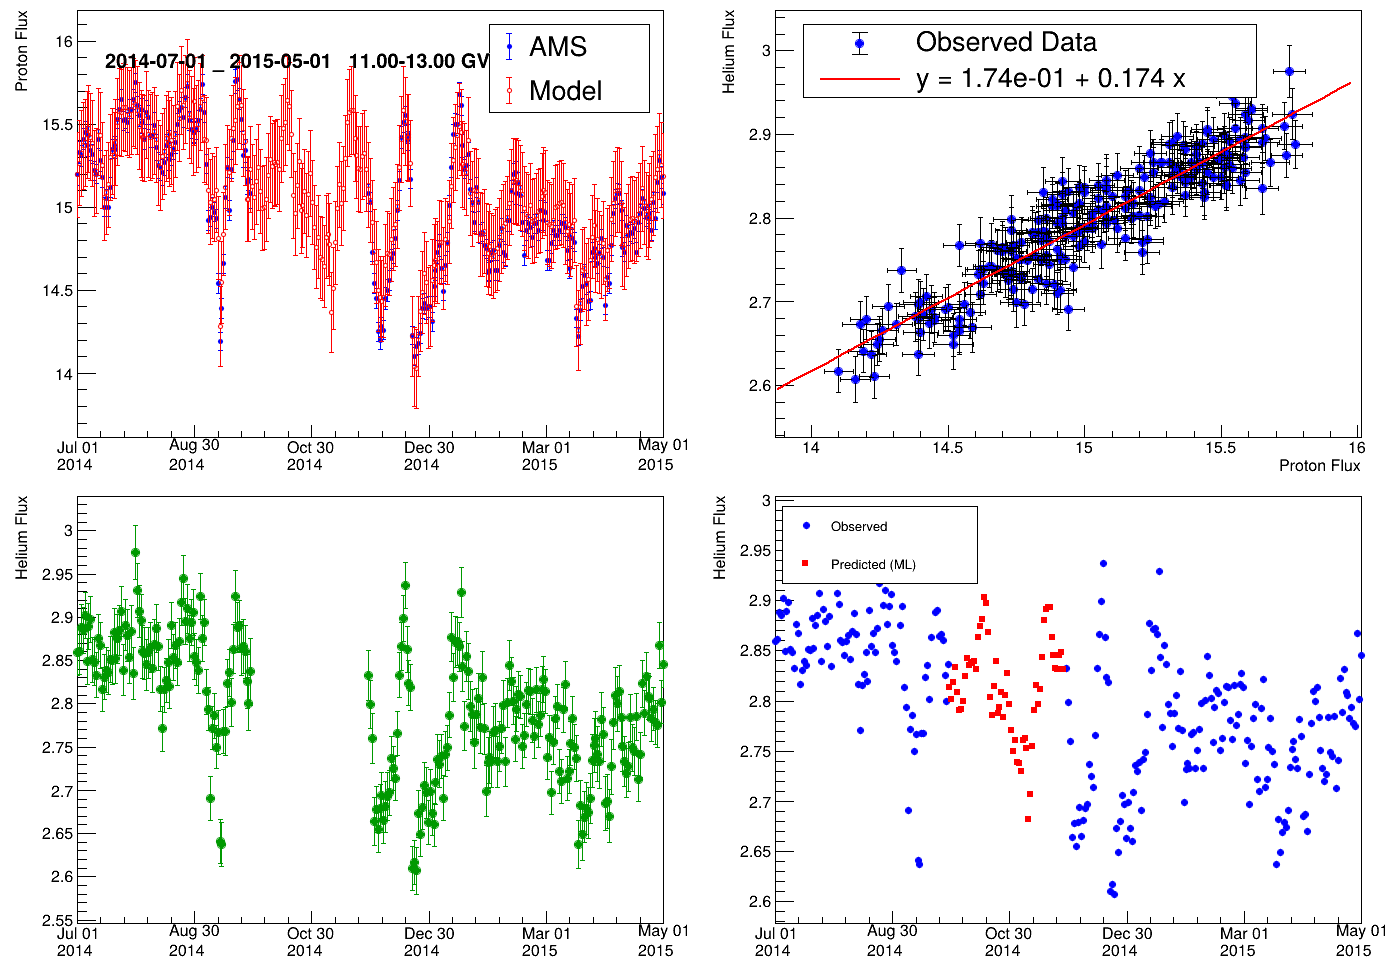 Proton Flux
16
15.5
15
14.5
14
2014-07-01 _ 2015-05-01 11.00-13.00 GV
AMS
Model
Jul 01 Aug 30 Oct 30 Dec 30 Mar 01 May 01
2014 2014 2014 2014 2015 2015
Helium Flux
3
2.9
2.8
2.7
2.6
Observed Data
y = 1.74e-01 + 0.174 x
14 14.5 15 15.5 16
Proton Flux
Helium Flux
3
2.95
2.9
2.85
2.8
2.75
2.7
2.65
2.6
2.55
Jul 01 Aug 30 Oct 30 Dec 30 Mar 01 May 01
2014 2014 2014 2014 2015 2015
Helium Flux
3
2.95
2.9
2.85
2.8
2.75
2.7
2.65
2.6
Observed
Predicted (ML)
Jul 01 Aug 30 Oct 30 Dec 30 Mar 01 May 01
2014 2014 2014 2014 2015 2015